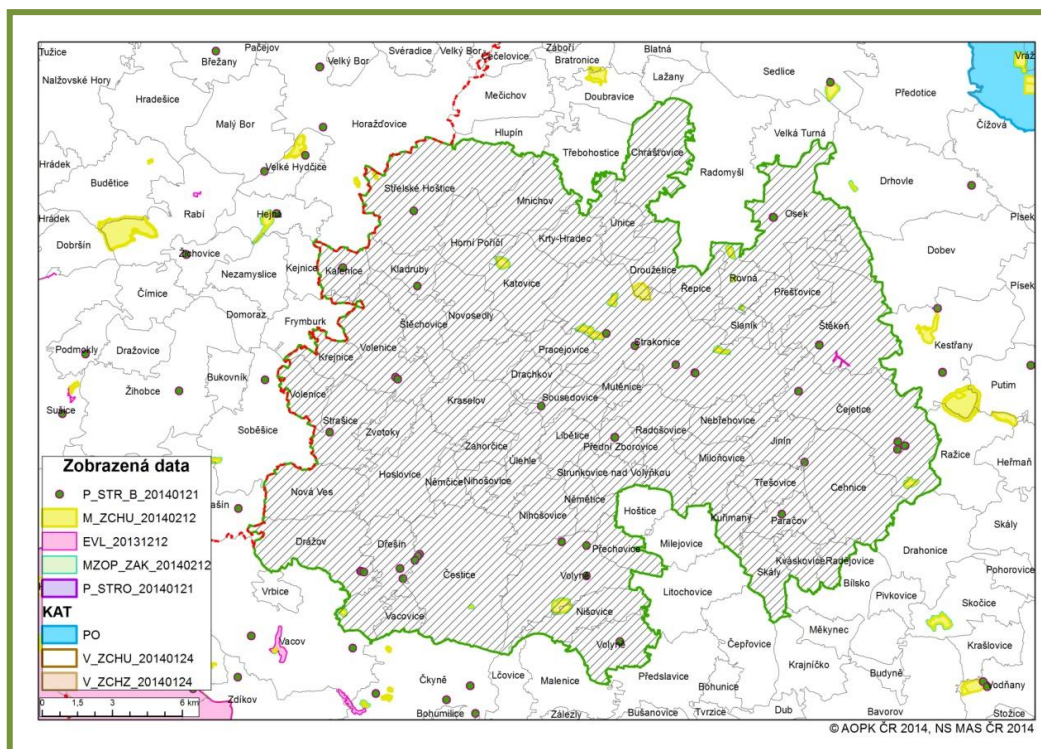 Tužice
Pačejov
Břežany
Velký Bor
Svéradice
Velký Bor
Záboří
Bratronice
Blatná
Lažany
Sedlice
Předotice
Vráž
Nalžovské Hory
Hradešice
Mečichov
Doubravice
Čížová
Malý Bor
Horažďovice
Hlupín
Třebohostice
Chrášťovice
Velká Turná
Radomyšl
Hrádek
Velké Hydčice
Budětice
Střelské Hoštice
Mnichov
Drhovle
Hrádek
Rabí
Hejná
Osek
Písek
Dobršín
Žichovice
Horní Poříčí
Krty-Hradec
Únice
Dobev
Nezamyslice
Kejnice
Kalenice
Kladruby
Katovice
Droužetice
Řepice
Rovná
Přešťovice
Písek
Čímice
Domoraz
Frymburk
Štěchovice
Novosedly
Slaník
Štěkeň
Podmokly
Dražovice
Krejnice
Volenice
Pracejovice
Strakonice
Kestřany
Bukovník
Žihobce
Volenice
Drachkov
Mutěnice
Putim
Sušice
Kraselov
Sousedovice
Nebřehovice
Čejetice
Soběšice
Strašice
Zvotoky
Libětice
Radošovice
Přední Zborovice
Jinín
Miloňovice
Zahorčice
Úlehle
Ražice
Heřmaň
Hoslovice
Němčice
Nihošovice
Strunkovice nad Volyňkou
Třešovice
Cehnice
Nová Ves
Němětice
Hoštice
Kuřimany
Paračov
Skály
Drážov
Dřešín
Nihošovice
Přechovice
Milejovice
Kváskovice
Radějovice
Drahonice
Pohorovice
Čestice
Volyně
Skály
Bílsko
Vrbice
Litochovice
Pivkovice
Skočice
Vacovice
Nišovice
Měkynec
Vacov
Volyně
Čepřovice
Krašlovice
Krajníčko
Budyně
Zdíkov
Čkyně
Lčovice
Malenice
Předslavice
Bohunice
Vodňany
Bohumilice
Zálezly
Bušanovice
Tvrzice
Dub
Bavorov
Stožice
Zobrazená data
P_STR_B_20140121
M_ZCHU_20140212
EVL_20131212
MZOP_ZAK_20140212
P_STRO_20140121
KAT
PO
V_ZCHU_20140124
V_ZCHZ_20140124
0 1,5 3 6 km
© AOPK ČR 2014, NS MAS ČR 2014